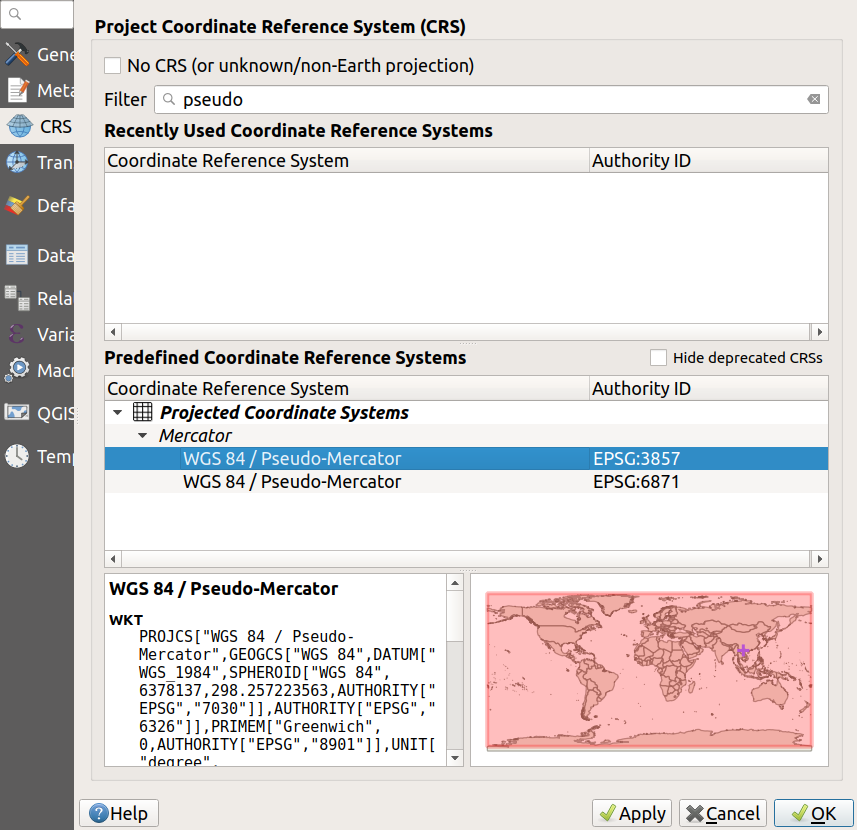 Project Coordinate Reference System (CRS)
No CRS (or unknown/non-Earth projection)
Filter pseudo
Recently Used Coordinate Reference Systems
Coordinate Reference System Authority ID
Predefined Coordinate Reference Systems Hide deprecated CRSs
Coordinate Reference System Authority ID
Projected Coordinate Systems
Mercator
WGS 84 / Pseudo-Mercator EPSG:3857
WGS 84 / Pseudo-Mercator EPSG:6871
WGS 84 / Pseudo-Mercator
WKT
PROJCS["WGS 84 / Pseudo-
Mercator",GEOGCS["WGS 84",DATUM["
WGS_1984",SPHEROID["WGS 84",
6378137,298.257223563,AUTHORITY["
EPSG","7030"]],AUTHORITY["EPSG","
6326"]],PRIMEM["Greenwich",
0,AUTHORITY["EPSG","8901"]],UNIT[
"degree",
Gene
Meta
CRS
Tran
Defa
Data
Rela
Varia
Macr
QGIS
Temp
Help Apply Cancel OK